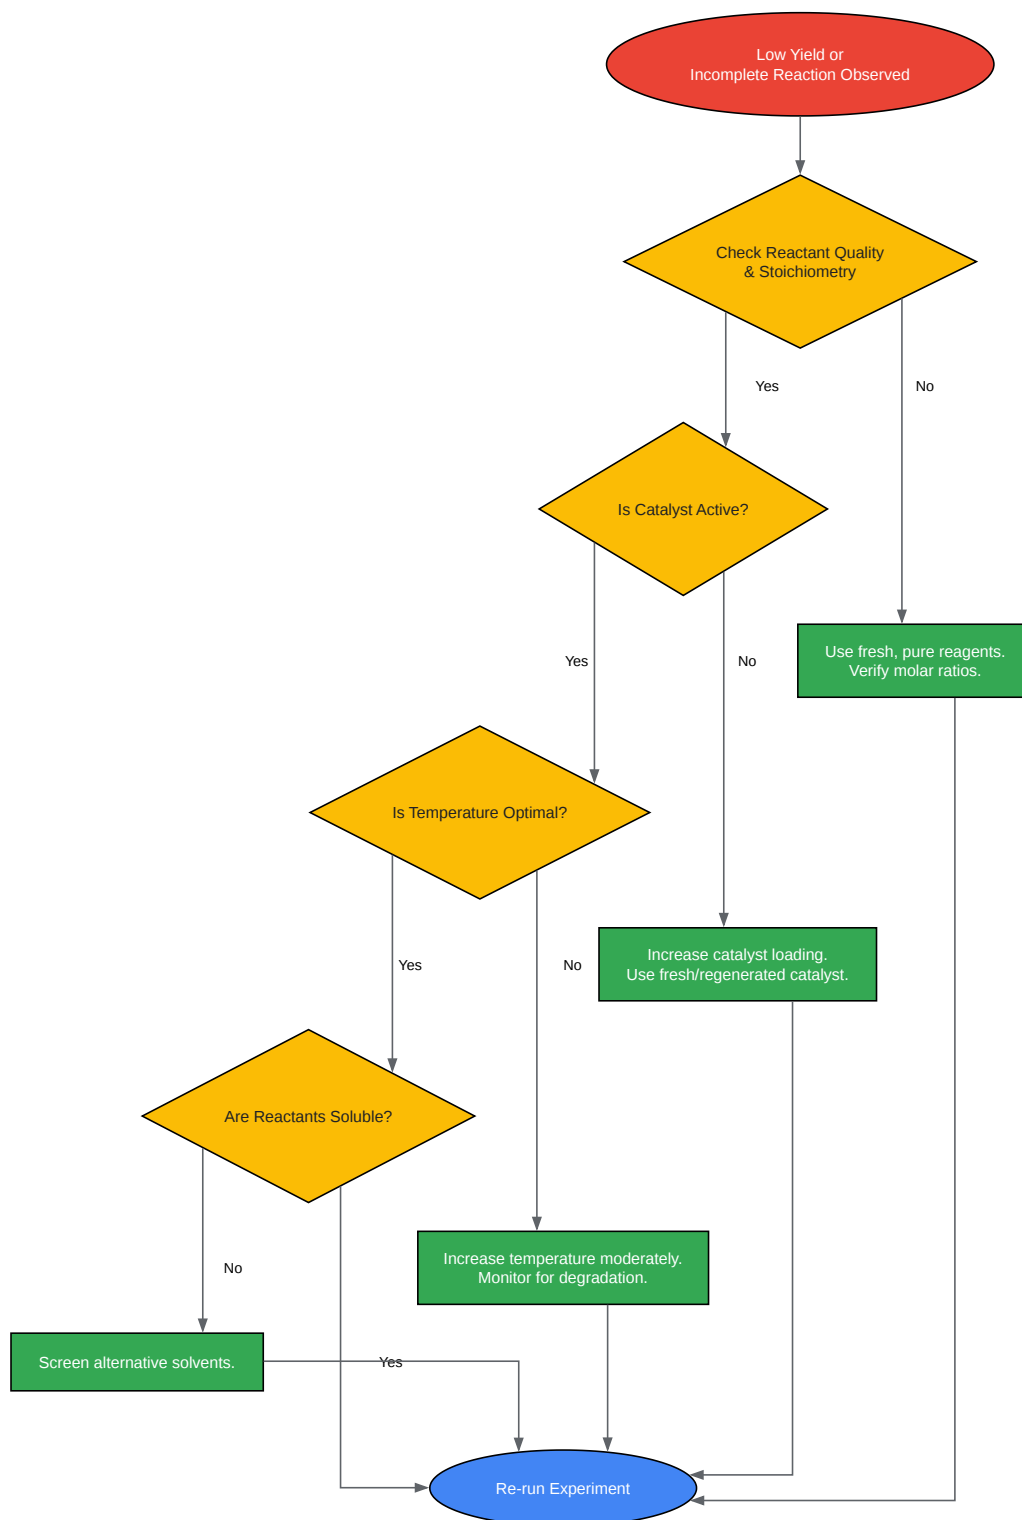 Low Yield or
Incomplete Reaction Observed
Check Reactant Quality
& Stoichiometry
Yes
No
Is Catalyst Active?
Use fresh, pure reagents.
Verify molar ratios.
Yes
No
Is Temperature Optimal?
Increase catalyst loading.
Use fresh/regenerated catalyst.
Yes
No
Are Reactants Soluble?
Increase temperature moderately.
Monitor for degradation.
No
Screen alternative solvents.
Yes
Re-run Experiment